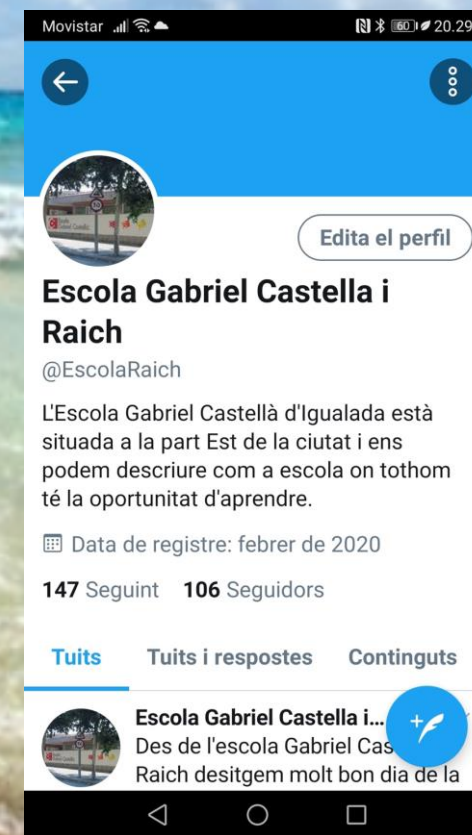 Movistar 60 20.29
Edita el perfil
Escola Gabriel Castella i
Raich
@EscolaRaich
L'Escola Gabriel Castellà d'Igualada està
situada a la part Est de la ciutat i ens
podem descriure com a escola on tothom
té la oportunitat d'aprendre.
Data de registre: febrer de 2020
147 Seguint 106 Seguidors
Tuits Tuits i respostes Continguts
Escola Gabriel Castella i...
Des de l'escola Gabriel
Raich desitgem molt bon dia de la